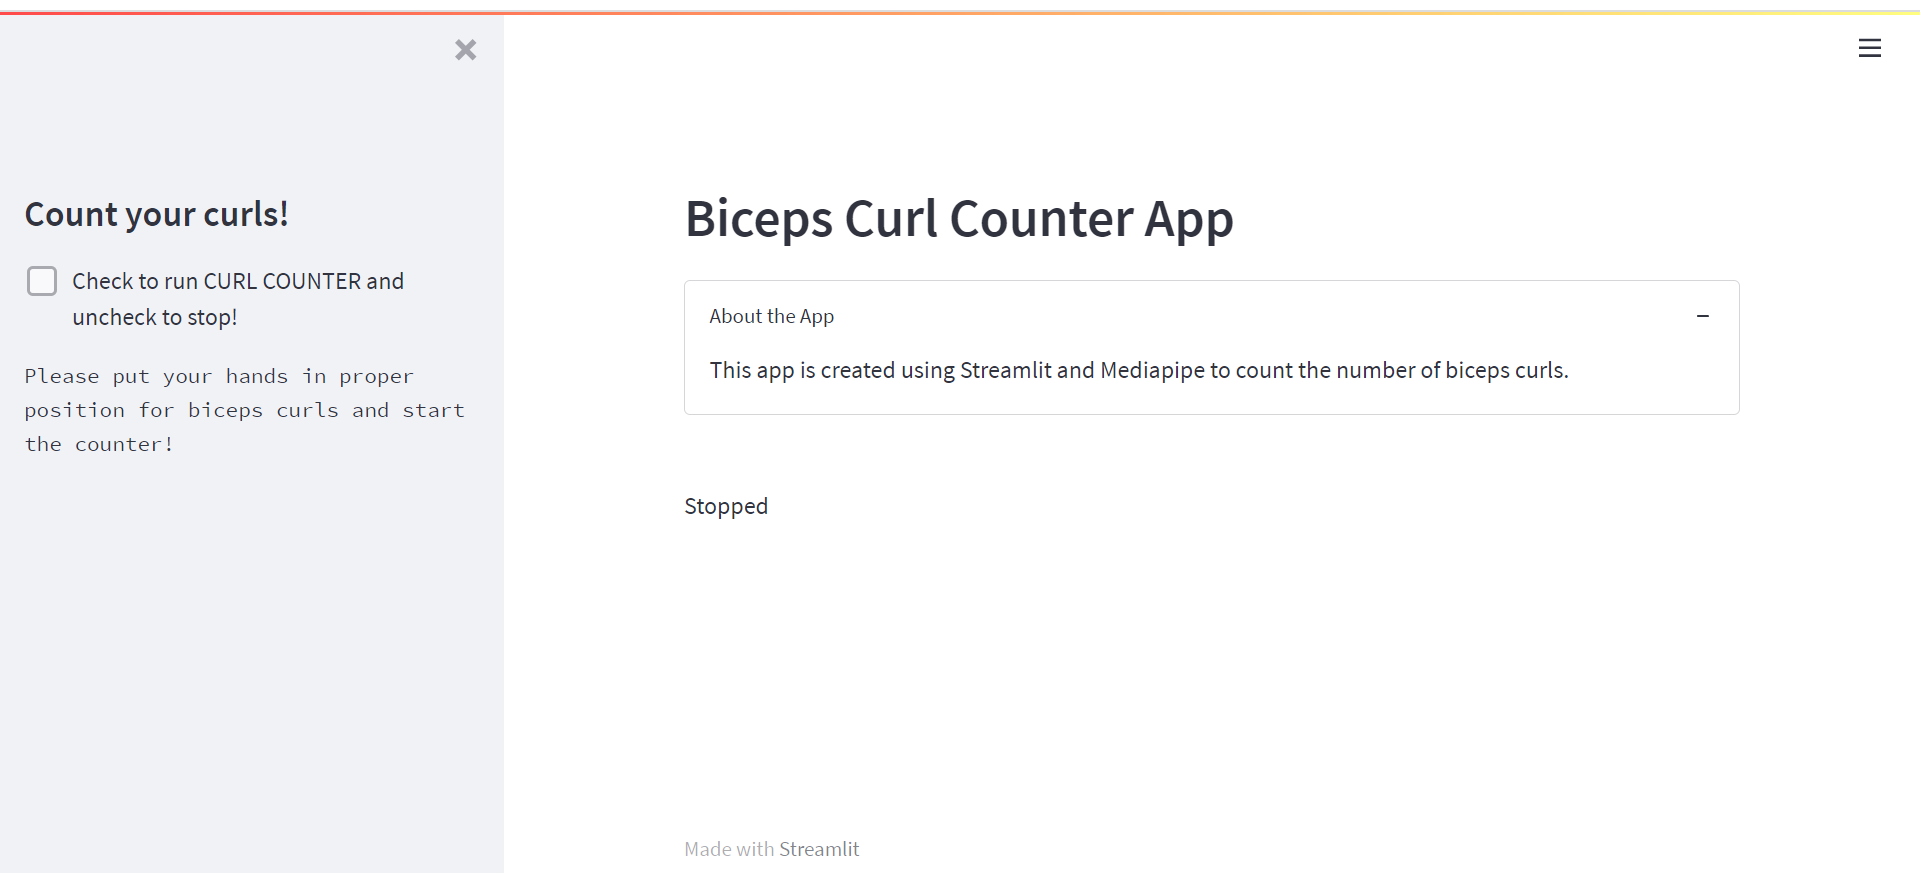 Count your curls!
Check to run CURL COUNTER and
uncheck to stop!
Please put your hands in proper
position for biceps curls and start
the counter!
Biceps Curl Counter App
About the App
This app is created using Streamlit and Mediapipe to count the number of biceps curls.
Stopped
Made with Streamlit